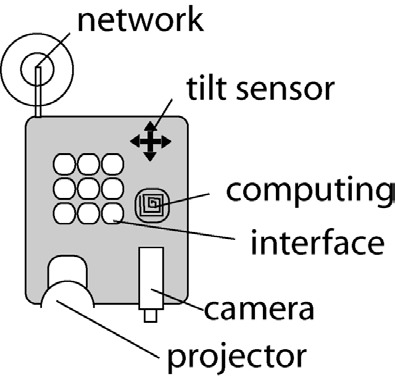 network
tilt sensor
computing
interface
camera
projector